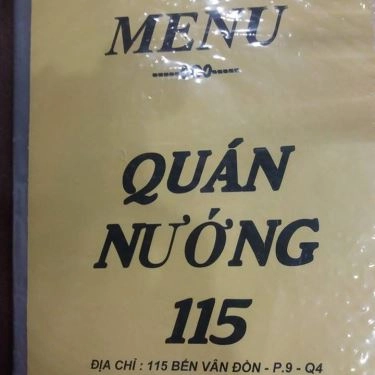 MENU
QUÁN
NƯỚNG
115
ĐỊA CHỈ : 115 BẾN VÂN ĐỒN - P.9 - Q4